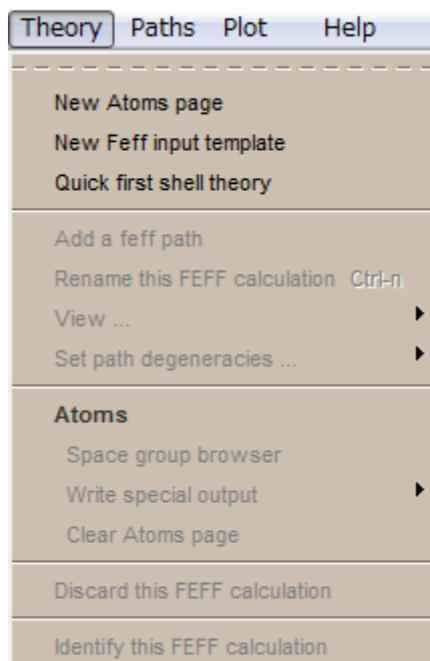 Theory Paths Plot Help
New Atoms page
New Feff input template
Quick first shell theory
Add a feff path
Rename this FEFF calculation Ctrl-n
View ...
Set path degeneracies ...
Atoms
Space group browser
Write special output
Clear Atoms page
Discard this FEFF calculation
Identify this FEFF calculation